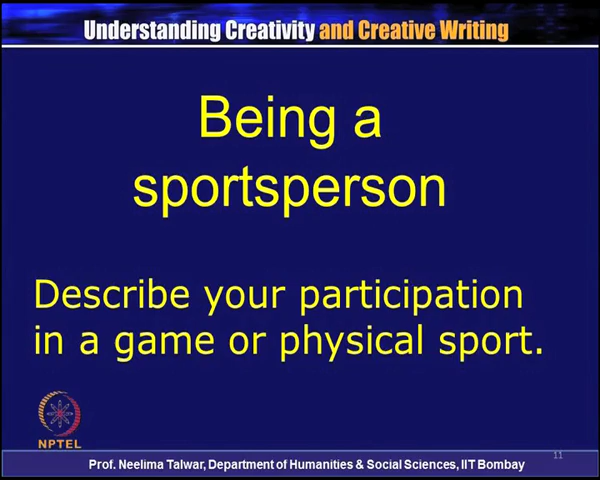 Understanding Creativity and Creative Writing
Being a
sportsperson
Describe your participation
in a game or physical sport.
NPTEL
11
Prof. Neelima Talwar, Department of Humanities & Social Sciences, IIT Bombay